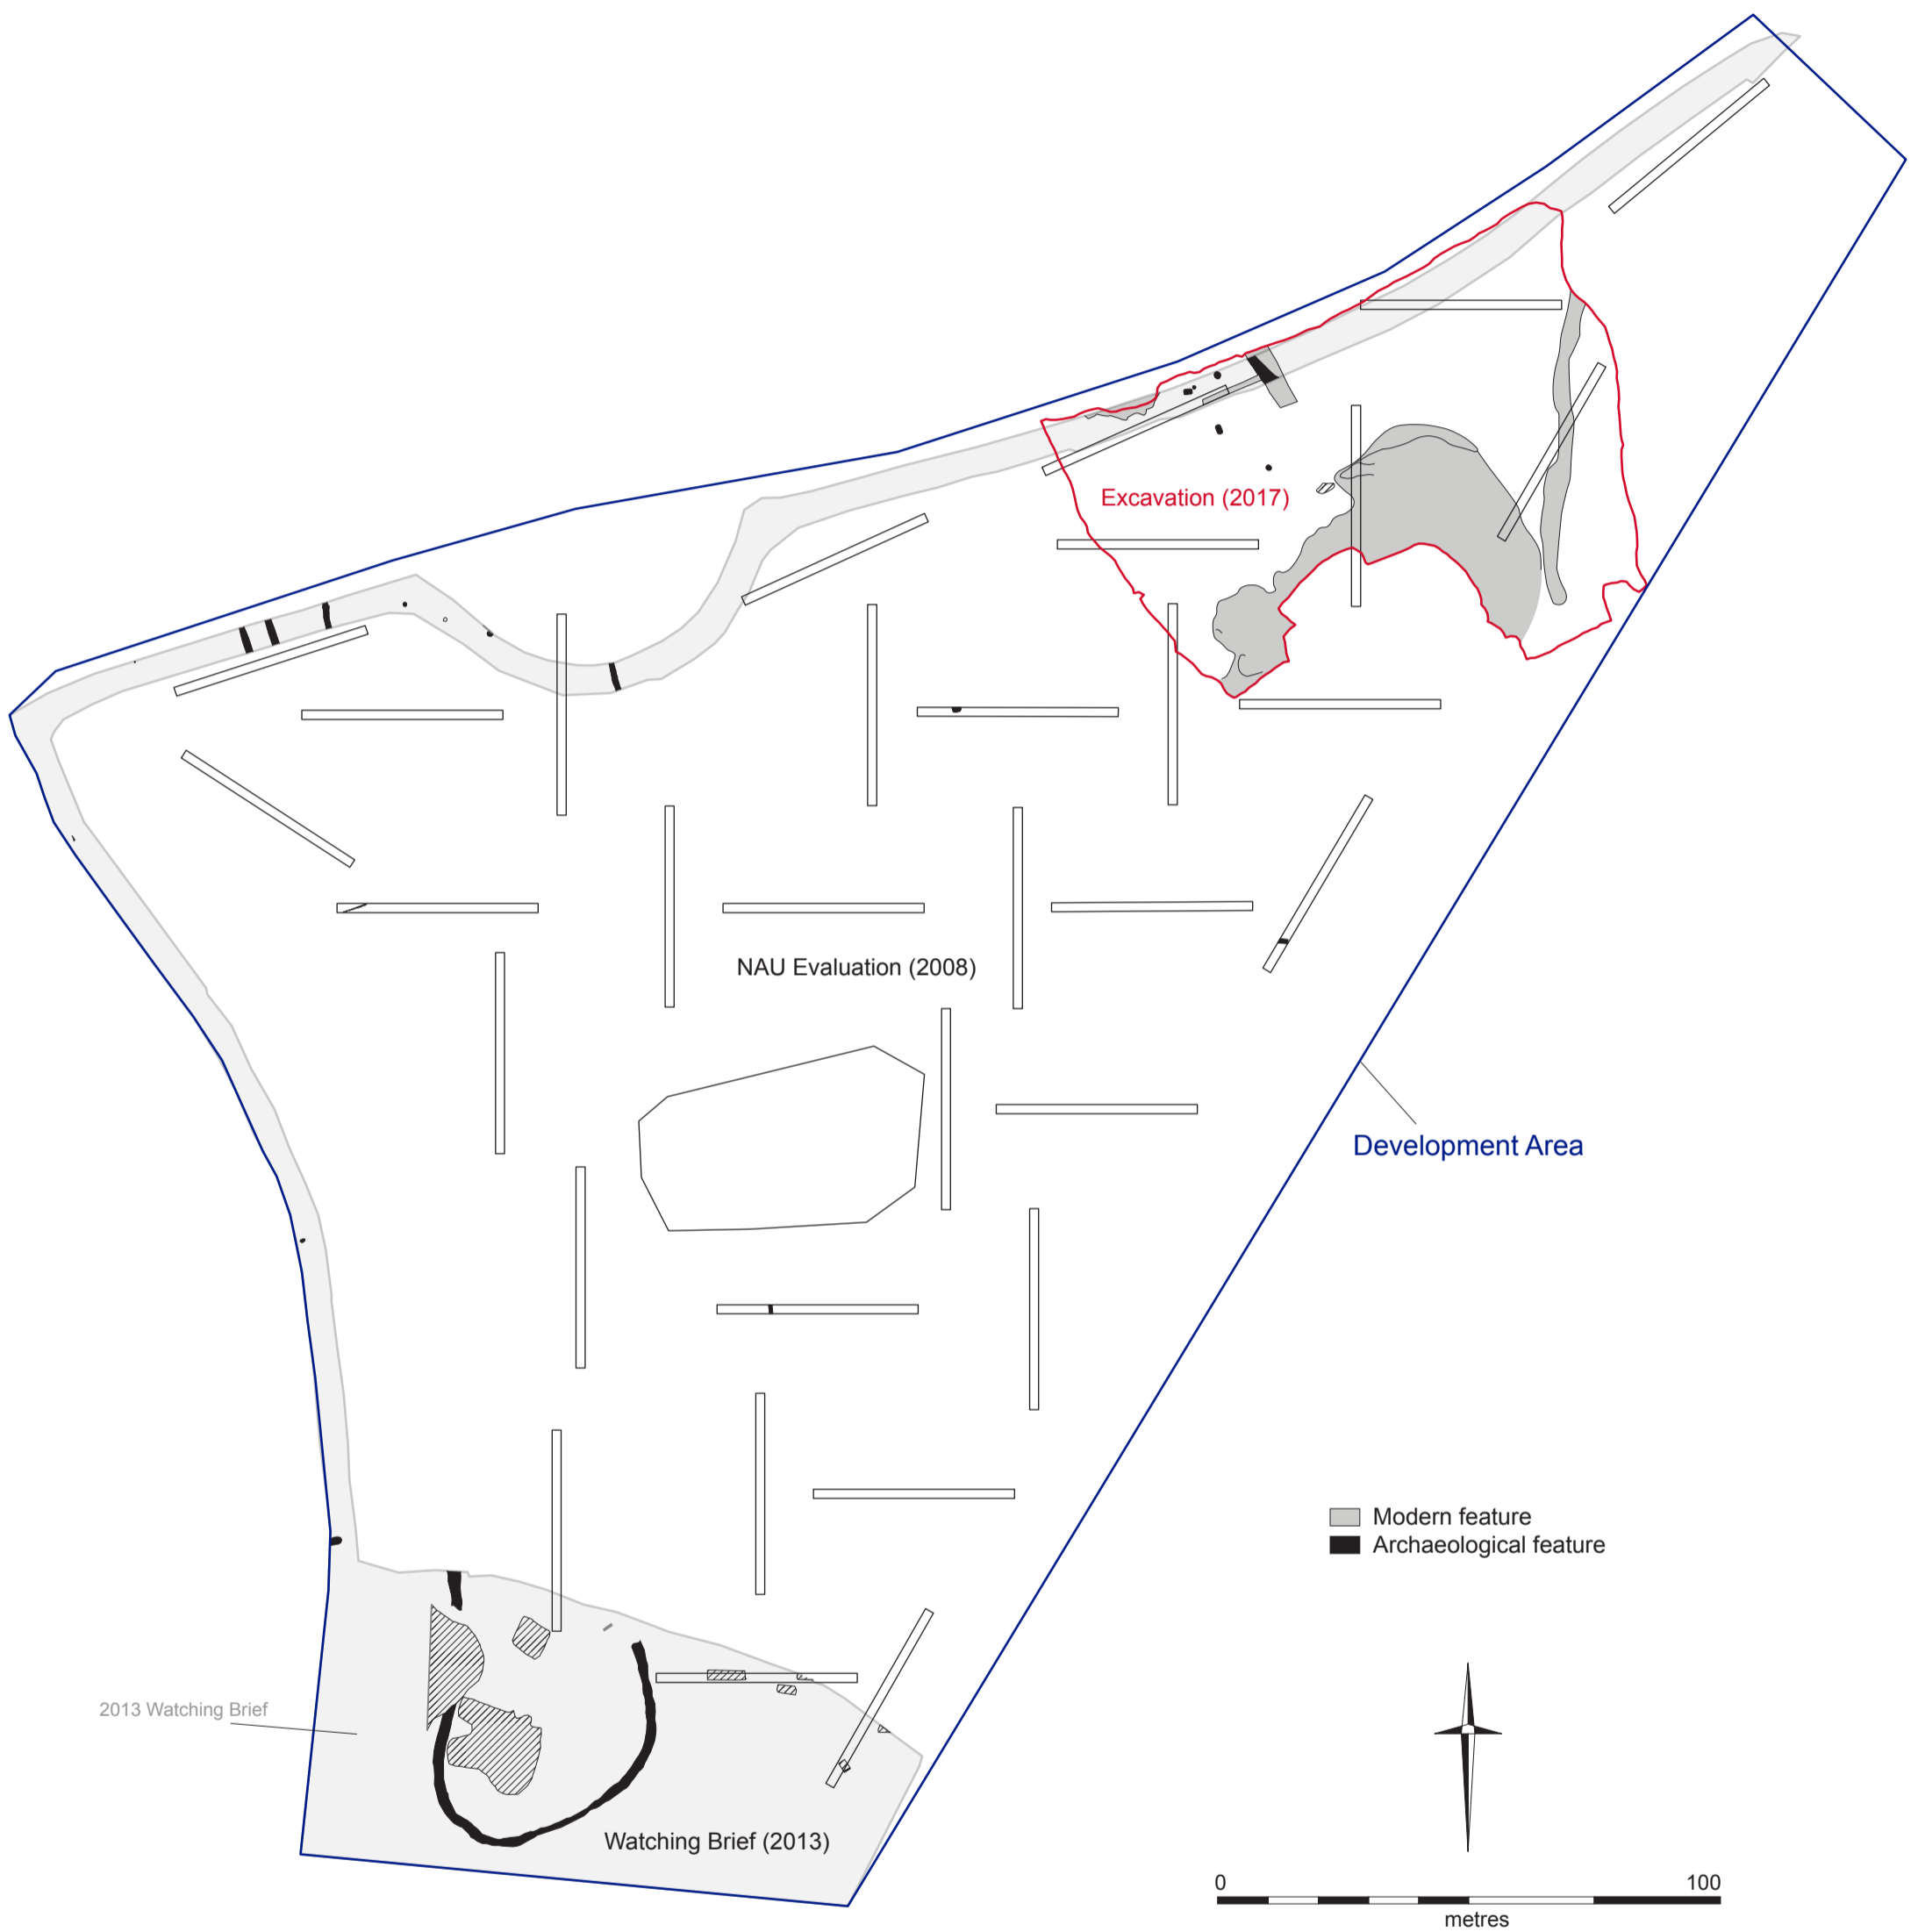 Excavation (2017)
NAU Evaluation (2008)
Development Area
Modern feature
Archaeological feature
2013 Watching Brief
Watching Brief (2013)
0 100
metres